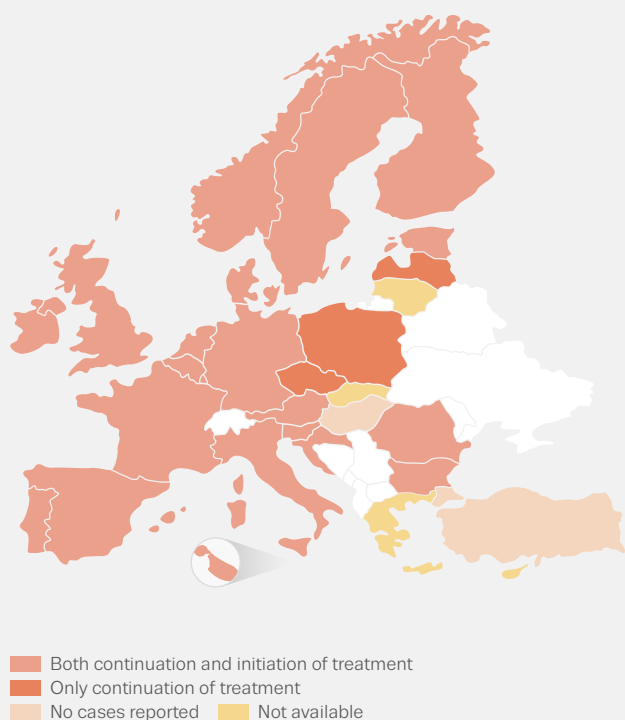 Both continuation and initiation of treatment
Only continuation of treatment
No cases reported Not available